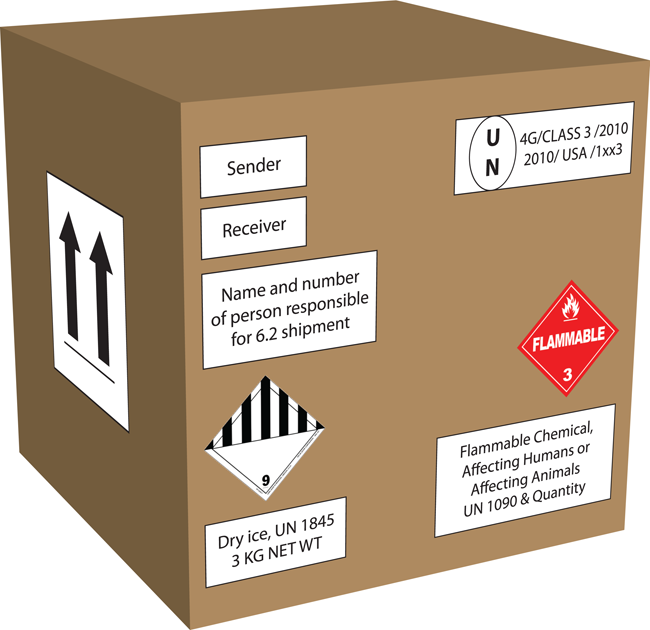 Sender
Receiver
Name and number
of person responsible
for 6.2 shipment
9
Dry ice, UN 1845
3 KG NET WT
U
N
4G/CLASS 3 /2010
2010/ USA /1xx3
FLAMMABLE
3
Flammable Chemical,
Affecting Humans or
Affecting Animals
UN 1090 & Quantity